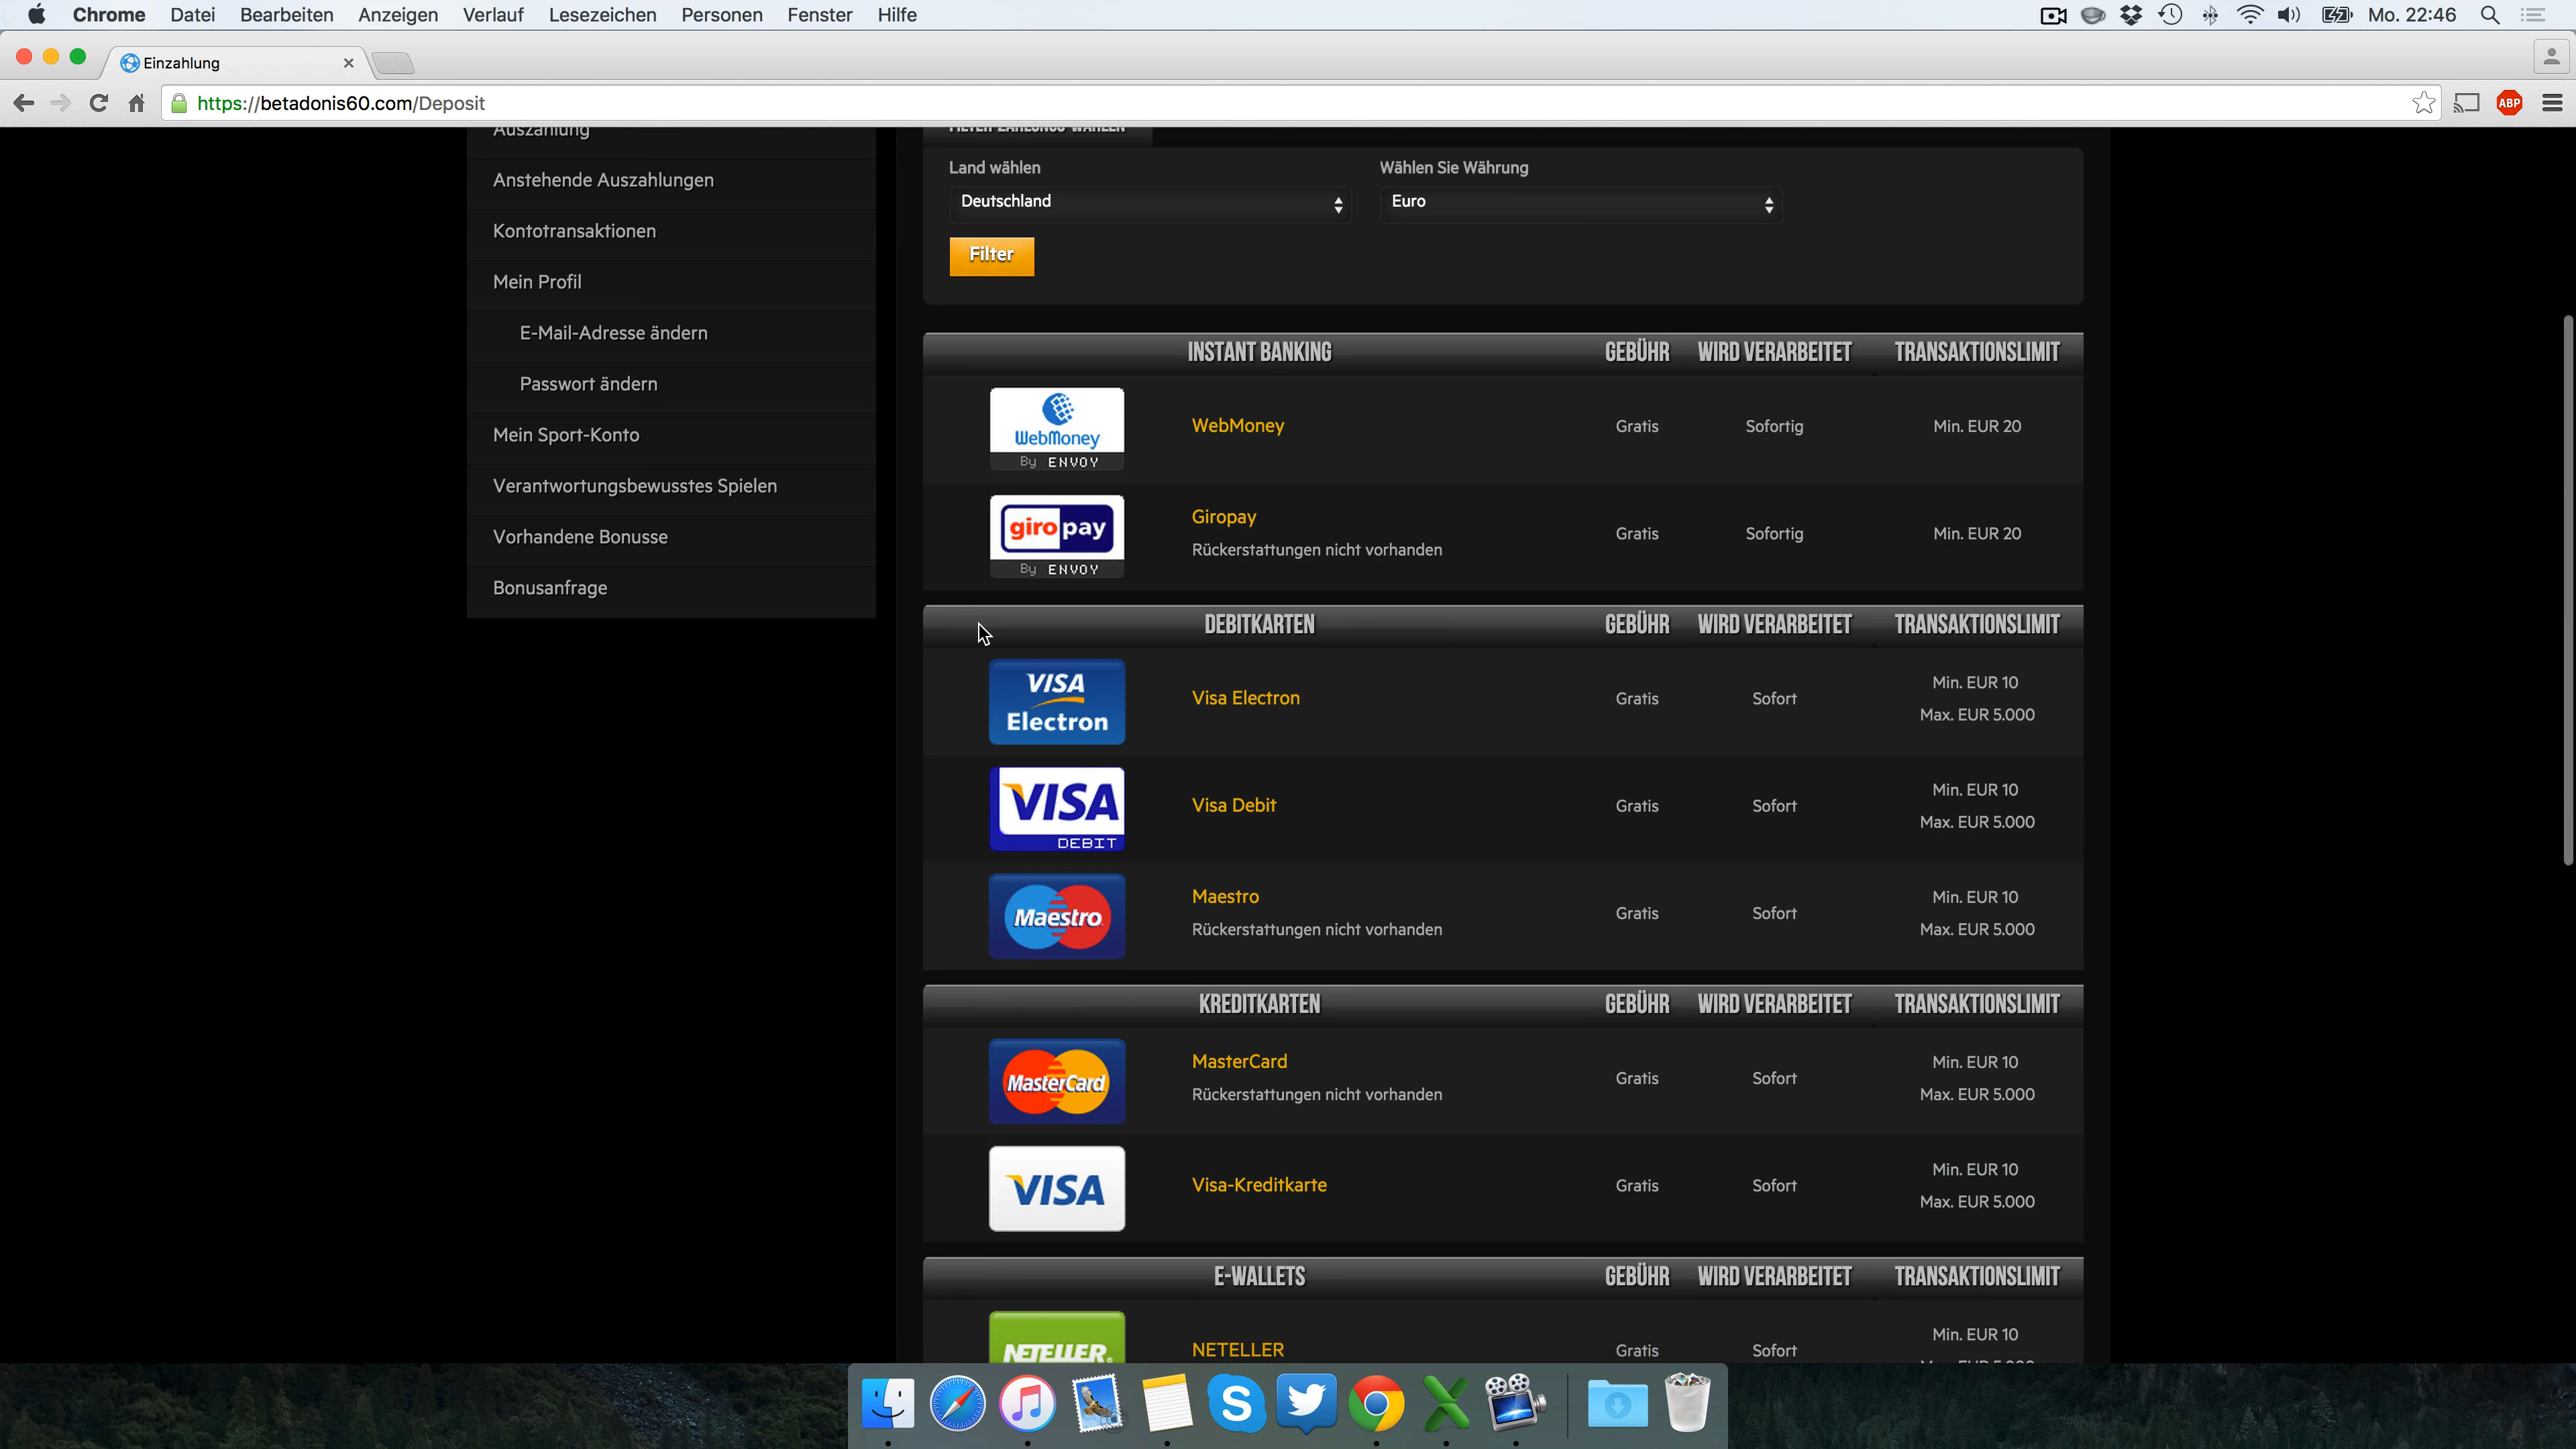 Chrome Datei Bearbeiten Anzeigen Verlauf Lesezeichen Personen Fenster Hilfe Mo. 22:46
Einzahlung
https://betadonis60.com/Deposit ABP
Auszahlung
Anstehende Auszahlungen
Kontotransaktionen
Mein Profil
E-Mail-Adresse ändern
Passwort ändern
Mein Sport-Konto
Verantwortungsbewusstes Spielen
Vorhandene Bonusse
Bonusanfrage
Land wählen Wählen Sie Währung
Deutschland Euro
Filter
INSTANT BANKING GEBÜHR WIRD VERARBEITET TRANSAKTIONSLIMIT
WebMoney
By ENVOY
WebMoney Gratis Sofortig Min. EUR 20
giropay
By ENVOY
Giropay
Rückerstattungen nicht vorhanden
Gratis Sofortig Min. EUR 20
DEBITKARTEN GEBÜHR WIRD VERARBEITET TRANSAKTIONSLIMIT
VISA
Electron
Visa Electron Gratis Sofort
Min. EUR 10
Max. EUR 5.000
VISA
DEBIT
Visa Debit Gratis Sofort
Min. EUR 10
Max. EUR 5.000
Maestro
Maestro
Rückerstattungen nicht vorhanden
Gratis Sofort
Min. EUR 10
Max. EUR 5.000
KREDITKARTEN GEBÜHR WIRD VERARBEITET TRANSAKTIONSLIMIT
MasterCard
MasterCard
Rückerstattungen nicht vorhanden
Gratis Sofort
Min. EUR 10
Max. EUR 5.000
VISA
Visa-Kreditkarte Gratis Sofort
Min. EUR 10
Max. EUR 5.000
E-WALLETS GEBÜHR WIRD VERARBEITET TRANSAKTIONSLIMIT
NETELLER
NETELLER Gratis Sofort
Min. EUR 10